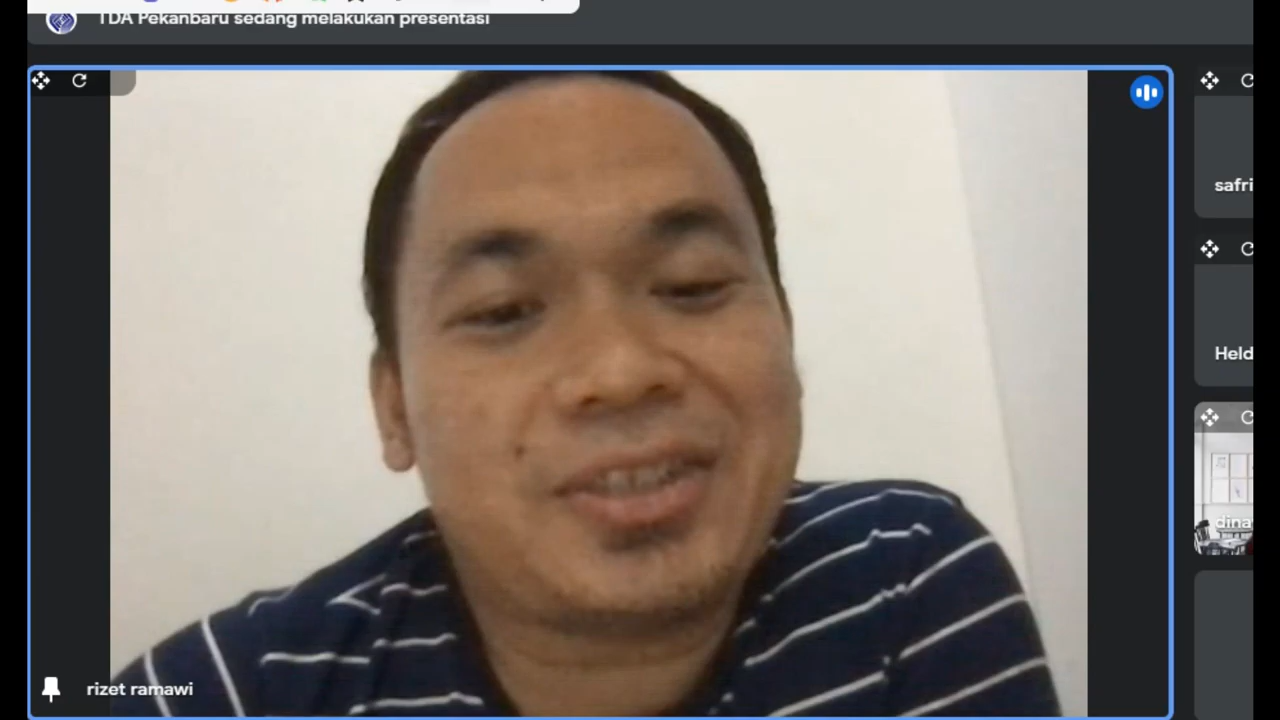 TDA Pekanbaru sedang melakukan presentasi
safri
Held
dina
rizet ramawi